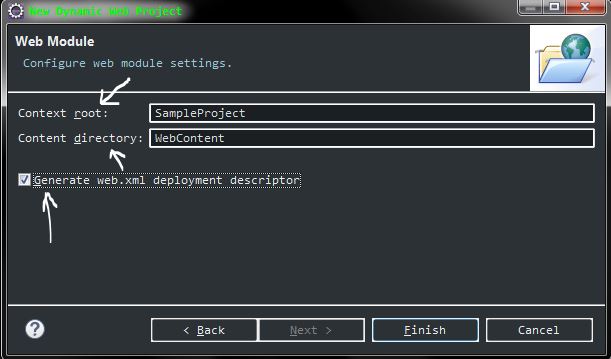 New Dynamic Web Project
Web Module
Configure web module settings.
Context root: SampleProject
Content directory: WebContent
Generate web.xml deployment descriptor
? < Back Next > Finish Cancel